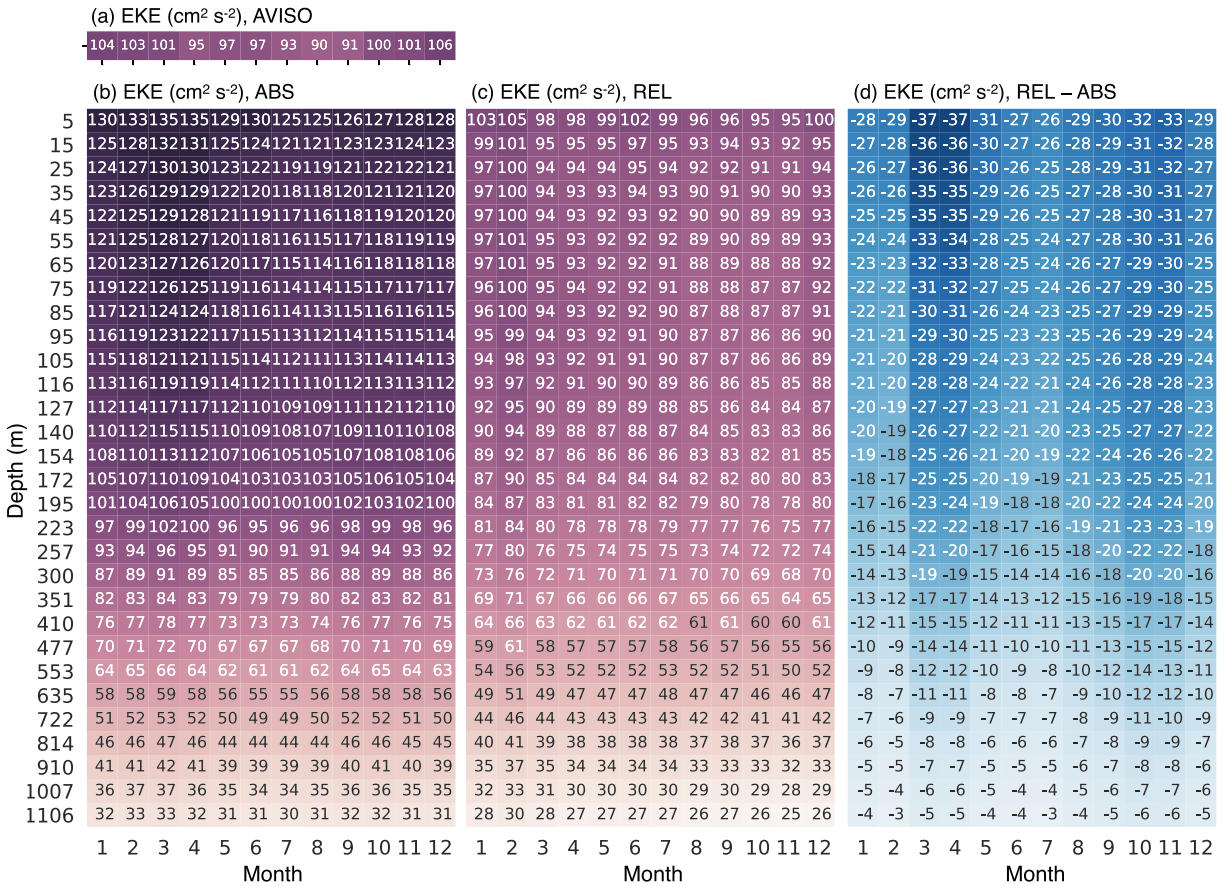 (a) EKE (cm² s⁻²), AVISO
104 103 101 95 97 97 93 90 91 100 101 106
(b) EKE (cm² s⁻²), ABS (c) EKE (cm² s⁻²), REL (d) EKE (cm² s⁻²), REL – ABS
5 130 133 135 135 129 130 125 125 126 127 128 128 103 105 98 98 99 102 99 96 96 95 95 100 -28 -29 -37 -37 -31 -27 -26 -29 -30 -32 -33 -29
15 125 128 132 131 125 124 121 121 123 123 124 123 99 101 95 95 95 97 95 93 94 93 92 95 -27 -28 -36 -36 -30 -27 -26 -28 -29 -31 -32 -28
25 124 127 130 130 123 122 120 119 121 122 122 121 97 100 94 94 94 95 94 92 92 91 91 94 -26 -27 -36 -36 -29 -27 -26 -28 -29 -31 -32 -27
35 123 126 129 129 122 120 118 118 120 121 121 120 97 100 94 93 93 94 93 90 91 90 90 93 -26 -26 -35 -35 -29 -26 -25 -27 -28 -30 -31 -27
45 122 125 129 128 121 119 117 116 118 119 120 120 97 100 94 93 92 93 92 90 90 89 89 93 -25 -25 -35 -35 -28 -26 -25 -27 -28 -30 -31 -27
55 121 125 128 127 120 118 116 115 117 118 119 119 97 101 95 93 92 92 92 89 90 89 89 93 -24 -24 -33 -34 -28 -25 -24 -27 -28 -30 -31 -26
65 120 123 127 126 120 117 115 114 116 118 118 118 97 101 95 93 92 92 91 88 89 88 88 92 -23 -23 -32 -33 -28 -25 -24 -26 -27 -30 -30 -26
75 119 122 126 125 119 116 114 114 115 117 117 117 96 100 95 94 92 92 91 88 88 87 87 92 -22 -22 -31 -32 -27 -25 -24 -26 -27 -29 -30 -25
85 117 121 124 124 118 116 114 113 115 116 116 115 96 100 94 93 92 92 90 87 88 87 87 91 -22 -21 -30 -31 -26 -24 -23 -26 -27 -29 -29 -25
95 116 119 123 122 117 115 113 112 114 115 115 114 95 99 94 93 92 91 90 87 87 86 86 90 -21 -21 -29 -30 -25 -24 -23 -25 -26 -28 -29 -24
105 115 118 121 121 115 114 112 111 113 114 114 113 94 98 93 92 91 91 90 87 87 86 86 89 -21 -20 -28 -29 -24 -23 -22 -25 -26 -28 -29 -24
116 113 116 119 119 114 112 111 110 112 113 113 112 93 97 92 91 90 90 89 86 86 85 85 88 -21 -20 -28 -28 -24 -22 -22 -24 -26 -28 -28 -24
127 112 114 117 117 112 110 109 109 111 112 112 110 92 95 90 89 89 89 88 85 86 84 84 87 -20 -19 -27 -27 -23 -21 -21 -24 -25 -27 -28 -23
140 110 112 115 115 110 109 108 107 109 110 110 108 90 94 89 88 87 88 87 84 85 83 83 86 -20 -19 -26 -27 -22 -21 -20 -23 -25 -27 -27 -22
154 108 110 113 112 107 106 105 105 107 108 108 106 89 92 87 86 86 86 86 83 83 82 81 85 -19 -18 -25 -26 -21 -20 -19 -22 -24 -26 -26 -21
172 105 107 110 109 104 103 103 103 105 106 105 104 87 90 85 84 84 84 84 82 82 80 80 83 -18 -17 -25 -25 -20 -19 -19 -21 -23 -25 -25 -21
195 101 104 106 105 100 100 100 100 102 103 102 100 84 87 83 81 81 82 82 79 80 78 78 80 -17 -16 -23 -24 -19 -18 -18 -20 -22 -24 -24 -20
223 97 99 102 100 96 95 96 96 98 99 98 96 81 84 80 78 78 78 79 77 77 76 75 77 -16 -15 -22 -22 -18 -17 -16 -19 -21 -23 -23 -19
257 93 94 96 95 91 90 91 91 94 94 93 92 77 80 76 75 74 75 75 73 74 72 72 74 -15 -14 -21 -20 -17 -16 -15 -18 -20 -22 -22 -18
300 87 89 91 89 85 85 85 86 88 89 88 86 73 76 72 71 70 71 71 70 70 69 68 70 -14 -13 -19 -19 -15 -14 -14 -16 -18 -20 -20 -16
351 82 83 84 83 79 79 79 80 82 83 82 81 69 71 67 66 66 66 67 65 66 65 64 65 -13 -12 -17 -17 -14 -13 -12 -15 -16 -19 -18 -15
410 76 77 78 77 73 73 73 74 76 77 76 75 64 66 63 62 61 62 62 61 61 60 60 61 -12 -11 -15 -15 -12 -11 -11 -13 -15 -17 -17 -14
477 70 71 72 70 67 67 67 68 70 71 70 69 59 61 58 57 57 57 58 56 57 56 55 56 -10 -9 -14 -14 -11 -10 -10 -12 -13 -15 -15 -12
553 64 65 66 64 62 61 61 62 64 65 64 63 54 56 53 52 52 52 53 52 52 51 50 52 -9 -8 -12 -12 -10 -9 -8 -10 -12 -14 -13 -11
635 58 58 59 58 56 55 55 56 58 58 58 56 49 51 49 47 47 47 48 47 47 46 46 47 -8 -7 -11 -11 -8 -8 -7 -9 -10 -12 -12 -10
722 51 52 53 52 50 49 49 50 52 52 51 50 44 46 44 43 43 43 43 42 42 41 41 42 -7 -6 -9 -9 -7 -7 -7 -8 -9 -11 -10 -9
814 46 46 47 46 44 44 44 44 46 46 45 45 40 41 39 38 38 38 38 37 38 37 36 37 -6 -5 -8 -8 -6 -6 -6 -7 -8 -9 -9 -7
910 41 41 42 41 39 39 39 39 40 41 40 39 35 37 35 34 34 34 34 33 33 33 32 33 -5 -5 -7 -7 -5 -5 -5 -6 -7 -8 -8 -6
1007 36 37 37 36 35 34 34 35 36 36 35 35 32 33 31 30 30 30 30 29 30 29 28 29 -5 -4 -6 -6 -5 -5 -5 -5 -6 -7 -7 -6
1106 32 33 33 32 31 31 30 31 32 32 31 31 28 30 28 27 27 27 27 26 27 26 25 26 -4 -3 -5 -5 -4 -4 -4 -5 -5 -6 -6 -5
Depth (m)
1 2 3 4 5 6 7 8 9 10 11 12 1 2 3 4 5 6 7 8 9 10 11 12 1 2 3 4 5 6 7 8 9 10 11 12
Month Month Month